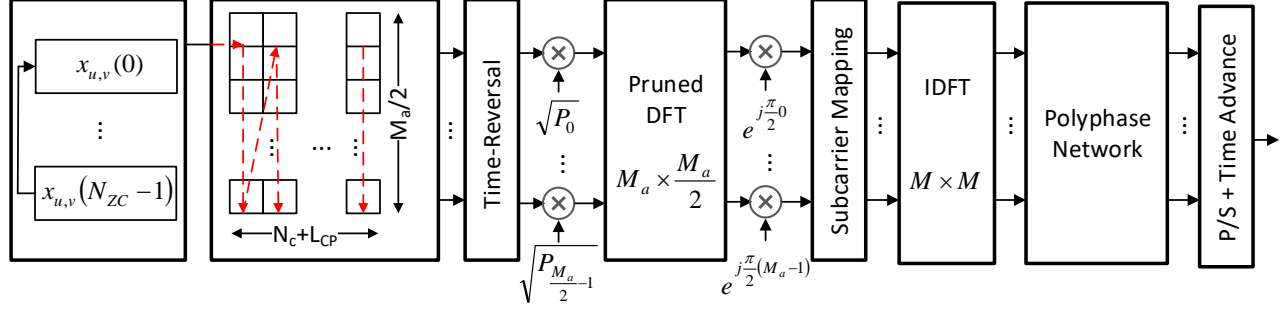 x_{u,v}(0)
⋮
x_{u,v}(N_{ZC} −1)
M_a/2
⋮ ... ⋮
N_c+L_{CP}
⋮
Time-Reversal
√P_0
⋮
√P_{M_a/2 −1}
Pruned
DFT
M_a × M_a/2
e^{j π/2 0}
⋮
e^{j π/2 (M_a−1)}
Subcarrier Mapping
⋮
IDFT
M × M
⋮
Polyphase
Network
⋮
P/S + Time Advance